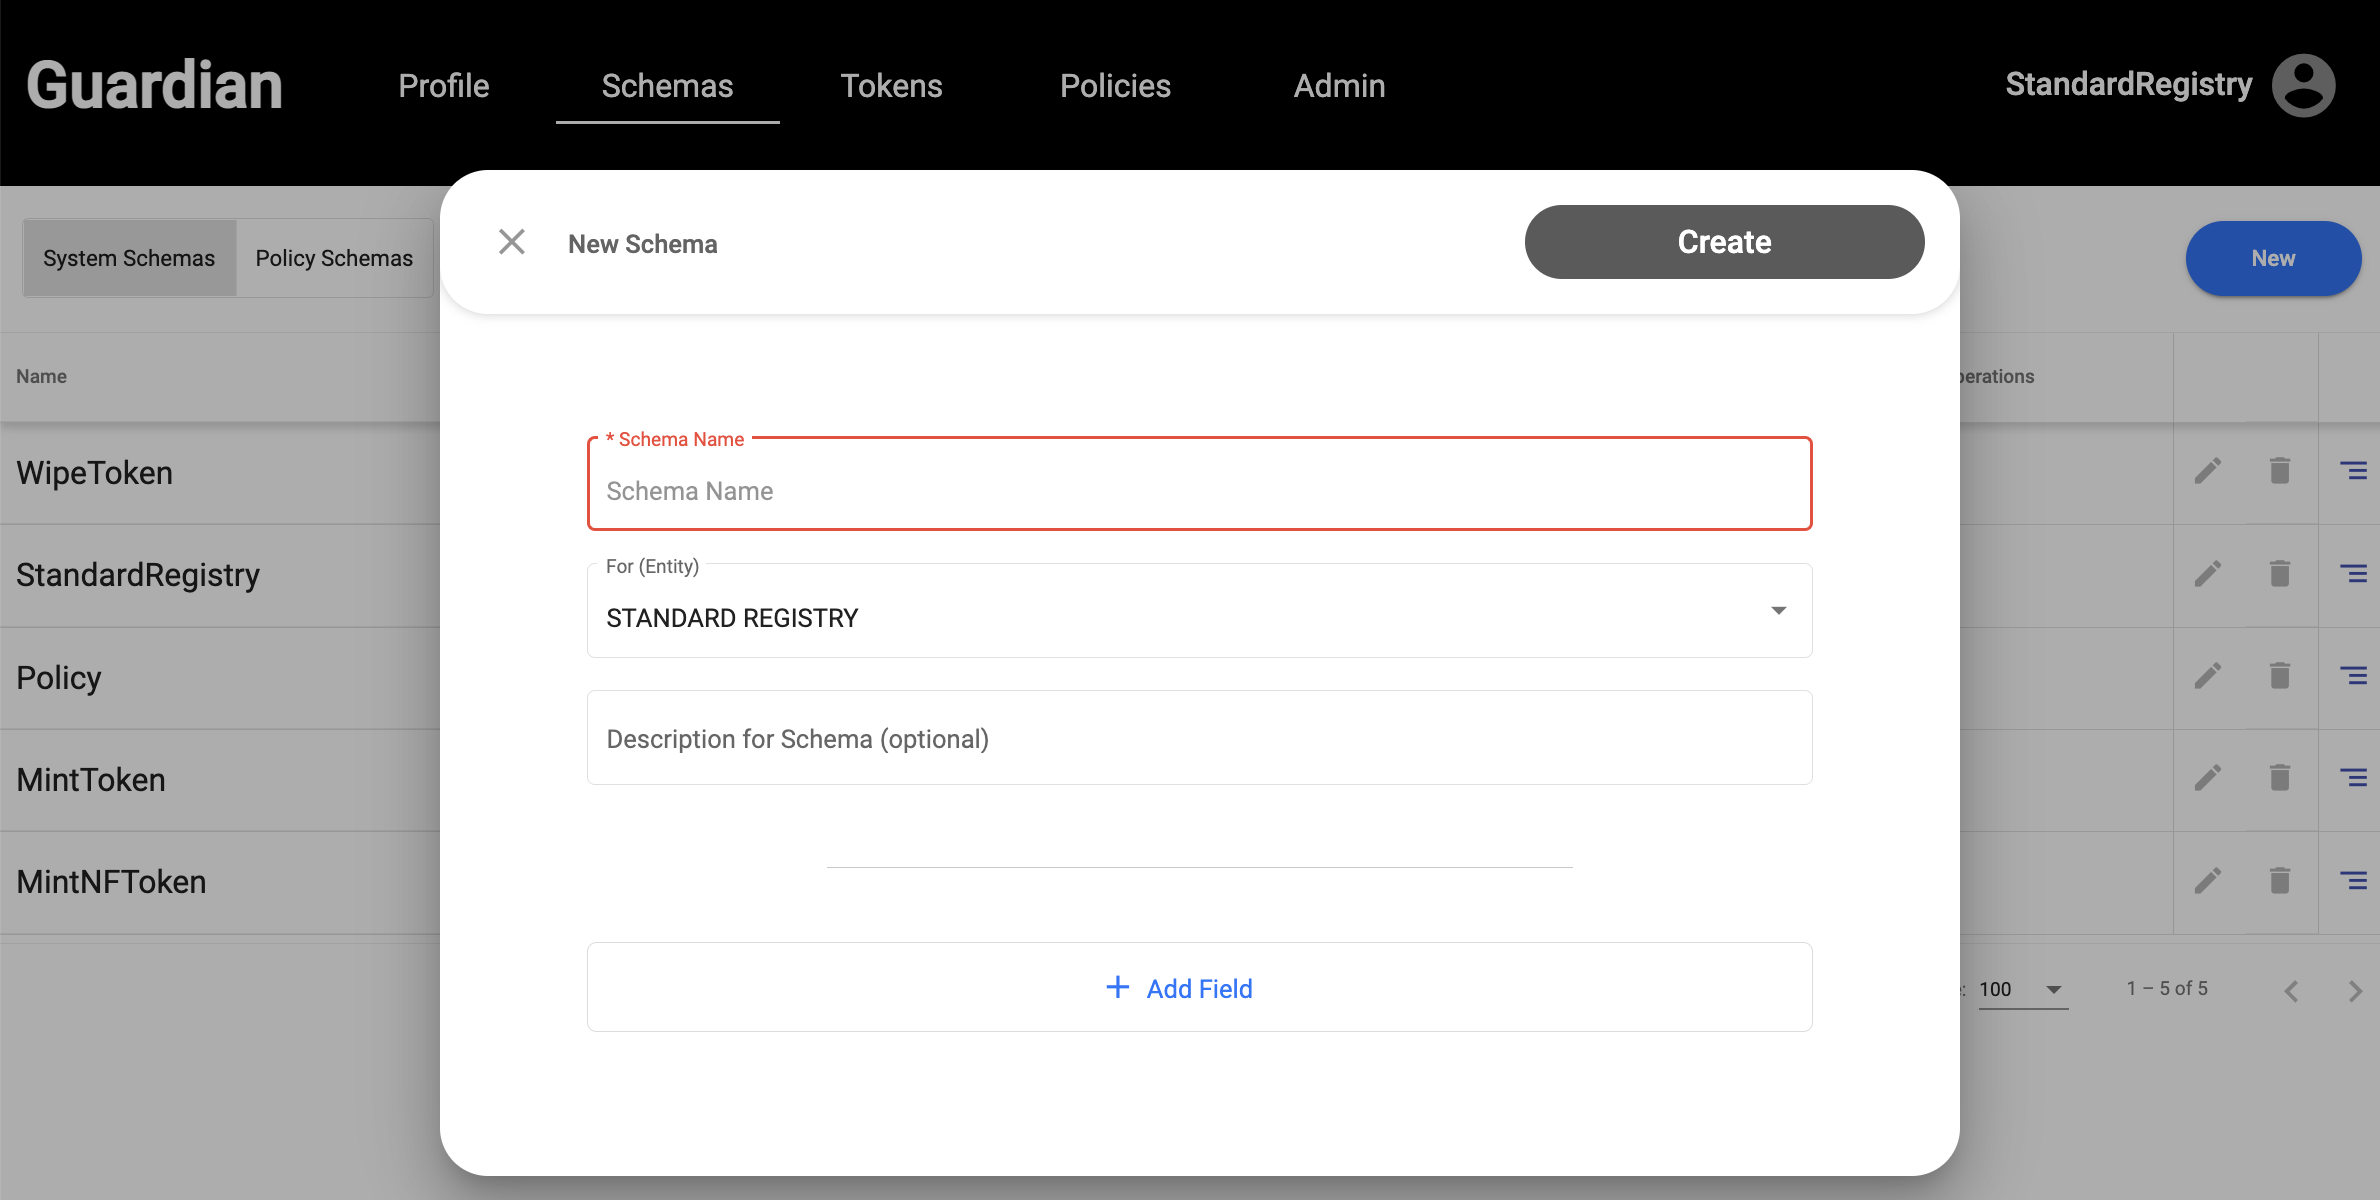 Guardian Profile Schemas Tokens Policies Admin StandardRegistry
System Schemas Policy Schemas New
New Schema Create
Name
* Schema Name
Schema Name
For (Entity)
STANDARD REGISTRY
Description for Schema (optional)
+ Add Field
WipeToken
StandardRegistry
Policy
MintToken
MintNFToken
100 1 – 5 of 5